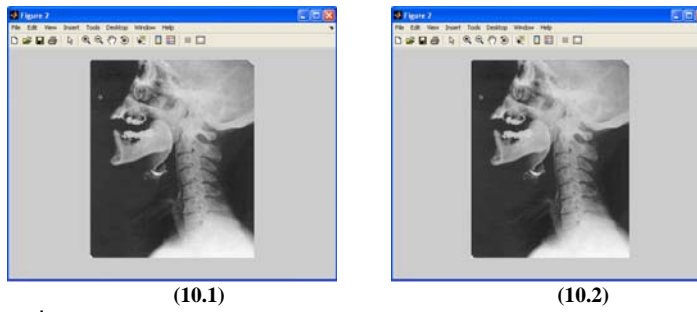 Figure 2
File Edit View Insert Tools Desktop Window Help
(10.1)
Figure 2
File Edit View Insert Tools Desktop Window Help
(10.2)